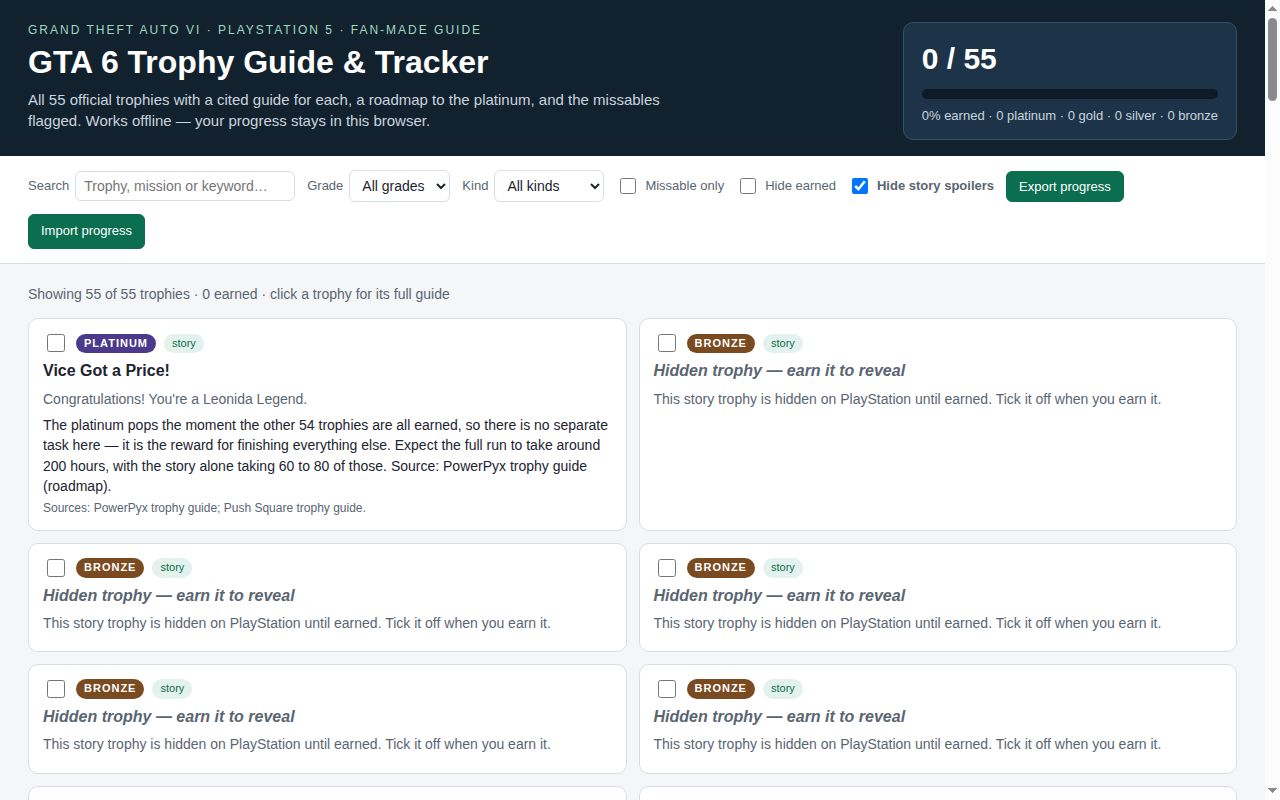 GRAND THEFT AUTO VI · PLAYSTATION 5 · FAN-MADE GUIDE
GTA 6 Trophy Guide & Tracker
All 55 official trophies with a cited guide for each, a roadmap to the platinum, and the missables
flagged. Works offline — your progress stays in this browser.
0 / 55
0% earned · 0 platinum · 0 gold · 0 silver · 0 bronze
Search Trophy, mission or keyword… Grade All grades Kind All kinds Missable only Hide earned Hide story spoilers Export progress
Import progress
Showing 55 of 55 trophies · 0 earned · click a trophy for its full guide
PLATINUM story
Vice Got a Price!
Congratulations! You're a Leonida Legend.
The platinum pops the moment the other 54 trophies are all earned, so there is no separate
task here — it is the reward for finishing everything else. Expect the full run to take around
200 hours, with the story alone taking 60 to 80 of those. Source: PowerPyx trophy guide
(roadmap).
Sources: PowerPyx trophy guide; Push Square trophy guide.
BRONZE story
Hidden trophy — earn it to reveal
This story trophy is hidden on PlayStation until earned. Tick it off when you earn it.
BRONZE story
Hidden trophy — earn it to reveal
This story trophy is hidden on PlayStation until earned. Tick it off when you earn it.
BRONZE story
Hidden trophy — earn it to reveal
This story trophy is hidden on PlayStation until earned. Tick it off when you earn it.
BRONZE story
Hidden trophy — earn it to reveal
This story trophy is hidden on PlayStation until earned. Tick it off when you earn it.
BRONZE story
Hidden trophy — earn it to reveal
This story trophy is hidden on PlayStation until earned. Tick it off when you earn it.